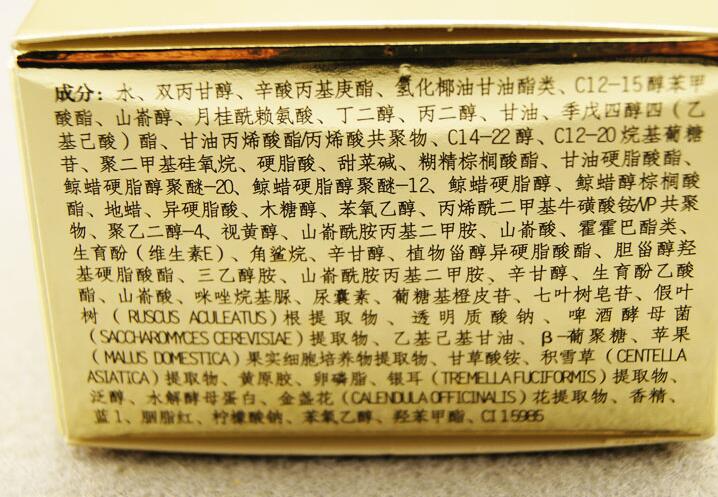 成分：水、双丙甘醇、辛酸丙基庚酯、氢化椰油甘油酯类、C12-15醇苯甲
酸酯、山嵛醇、月桂酰赖氨酸、丁二醇、丙二醇、甘油、季戊四醇四（乙
基己酸）酯、甘油丙烯酸酯/丙烯酸共聚物、C14-22醇、C12-20烷基葡糖
苷、聚二甲基硅氧烷、硬脂酸、甜菜碱、糊精棕榈酸酯、甘油硬脂酸酯、
鲸蜡硬脂醇聚醚-20、鲸蜡硬脂醇聚醚-12、鲸蜡硬脂醇、鲸蜡醇棕榈酸
酯、地蜡、异硬脂酸、木糖醇、苯氧乙醇、丙烯酰二甲基牛磺酸铵/VP共聚
物、聚乙二醇-4、视黄醇、山嵛酰胺丙基二甲胺、山嵛酸、霍霍巴酯类、
生育酚（维生素E）、角鲨烷、辛甘醇、植物甾醇异硬脂酸酯、胆甾醇羟
基硬脂酸酯、三乙醇胺、山嵛酰胺丙基二甲胺、辛甘醇、生育酚乙酸
酯、山嵛酸、咪唑烷基脲、尿囊素、葡糖基橙皮苷、七叶树皂苷、假叶
树（RUSCUS ACULEATUS）根提取物、透明质酸钠、啤酒酵母菌
（SACCHAROMYCES CEREVISIAE）提取物、乙基己基甘油、β-葡聚糖、苹果
（MALUS DOMESTICA）果实细胞培养物提取物、甘草酸铵、积雪草（CENTELLA
ASIATICA）提取物、黄原胶、卵磷脂、银耳（TREMELLA FUCIFORMIS）提取物、
泛醇、水解酵母蛋白、金盏花（CALENDULA OFFICINALIS）花提取物、香精、
蓝1、胭脂红、柠檬酸钠、苯氧乙醇、羟苯甲酯、CI 15985